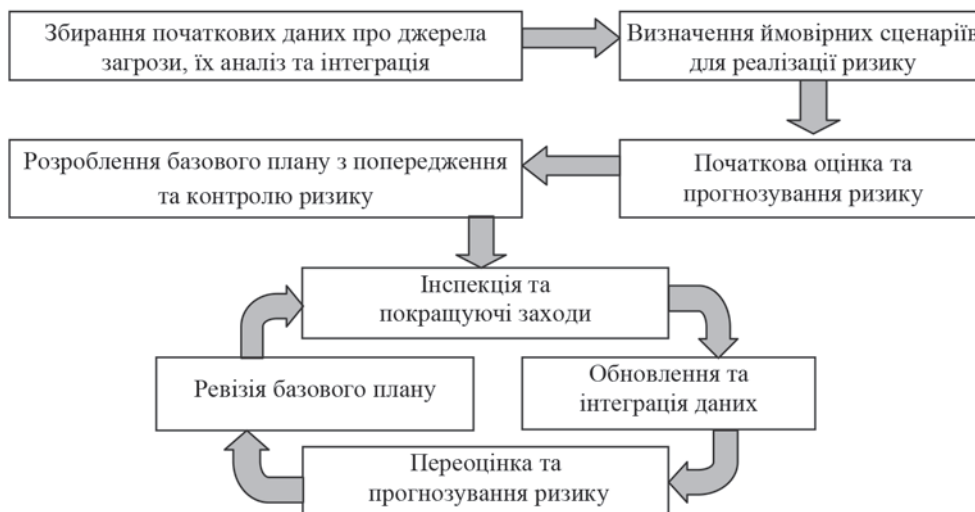 Збирання початкових даних про джерела
загрози, їх аналіз та інтеграція
Визначення ймовірних сценаріїв
для реалізації ризику
Початкова оцінка та
прогнозування ризику
Розроблення базового плану з попередження
та контролю ризику
Інспекція та
покращуючі заходи
Обновлення та
інтеграція даних
Переоцінка та
прогнозування ризику
Ревізія базового плану